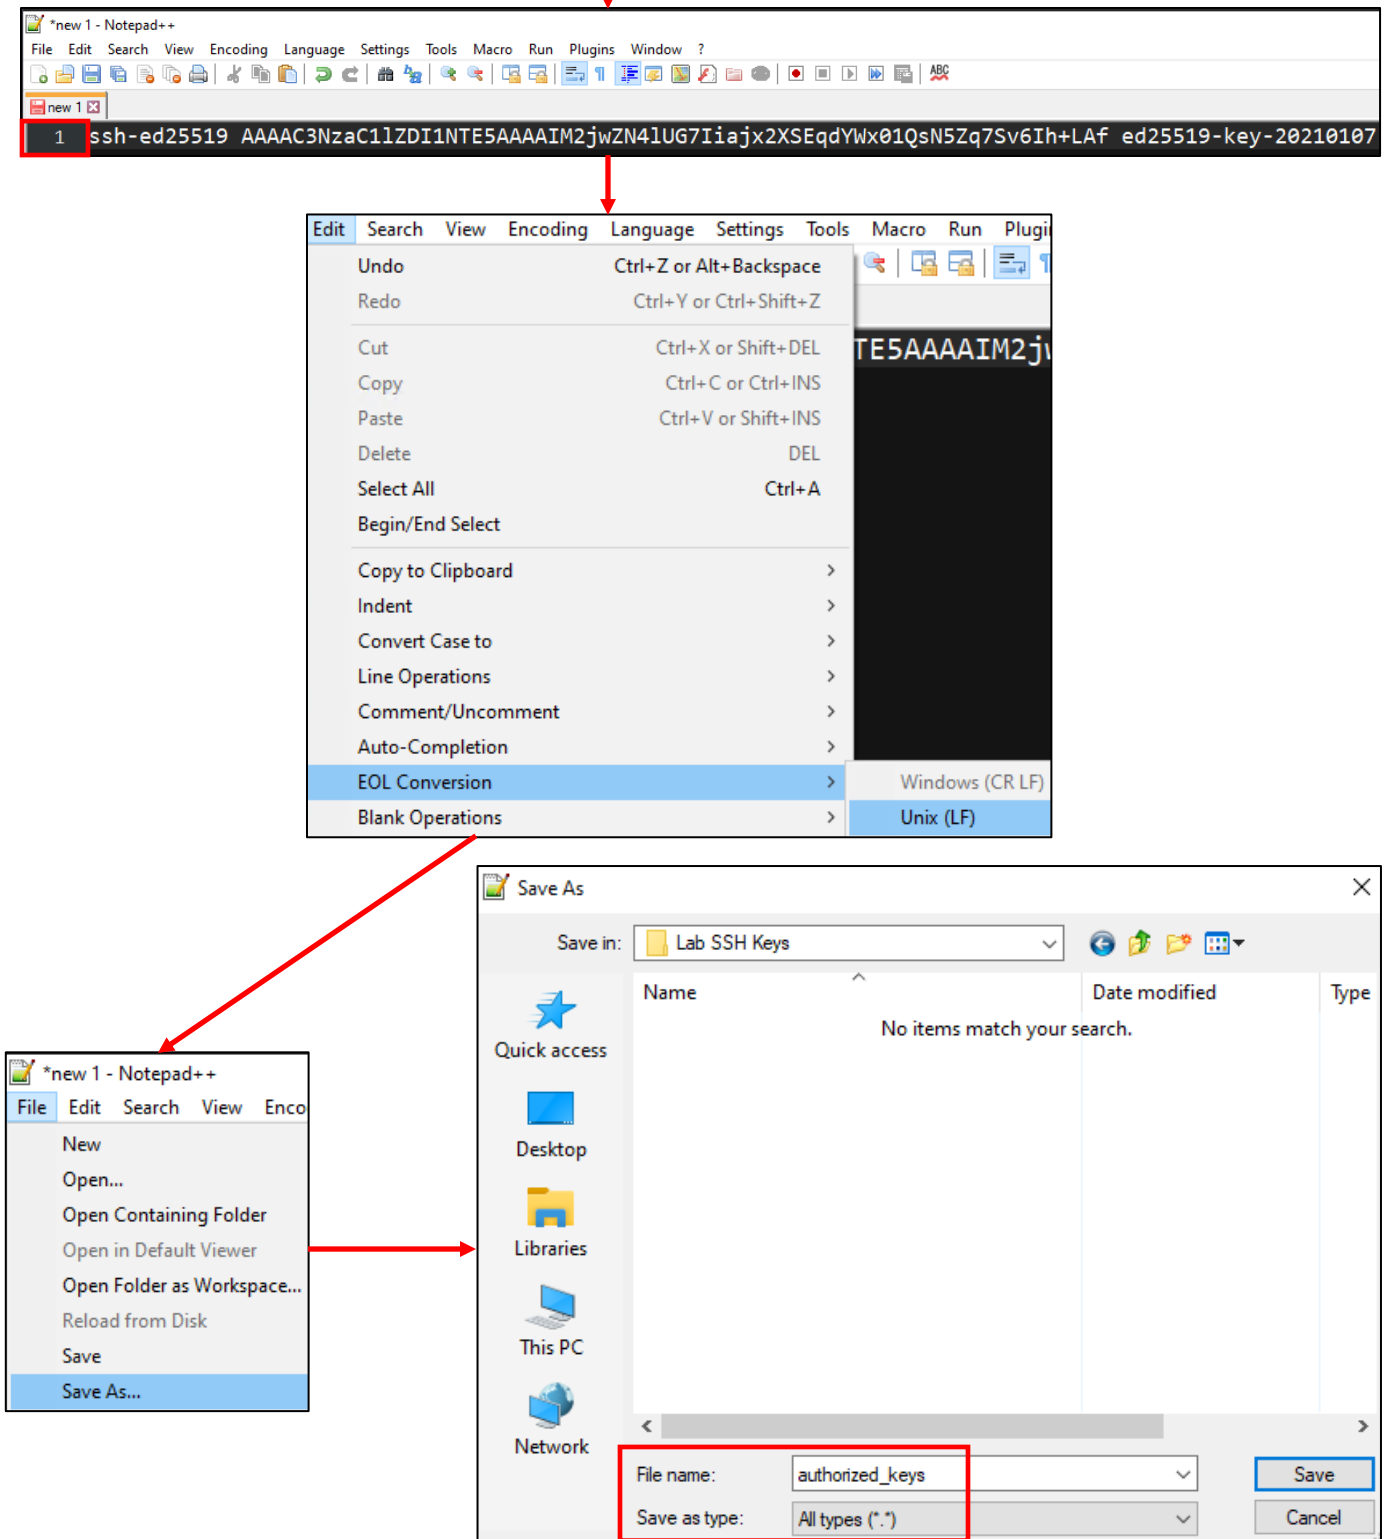 *new 1 - Notepad++
File Edit Search View Encoding Language Settings Tools Macro Run Plugins Window ?
ABC
new 1
1 ssh-ed25519 AAAAC3NzaC1lZDI1NTE5AAAAIM2jwZN4lUG7Iiajx2XSEqdYWx01QsN5Zq7Sv6Ih+LAf ed25519-key-20210107
Edit Search View Encoding Language Settings Tools Macro Run Plugi
Undo Ctrl+Z or Alt+Backspace
Redo Ctrl+Y or Ctrl+Shift+Z
Cut Ctrl+X or Shift+DEL
TE5AAAAIM2jw
Copy Ctrl+C or Ctrl+INS
Paste Ctrl+V or Shift+INS
Delete DEL
Select All Ctrl+A
Begin/End Select
Copy to Clipboard
Indent
Convert Case to
Line Operations
Comment/Uncomment
Auto-Completion
EOL Conversion Windows (CR LF)
Blank Operations Unix (LF)
Save As
Save in: Lab SSH Keys
Name Date modified Type
No items match your search.
Quick access
Desktop
Libraries
This PC
Network
File name: authorized_keys Save
Save as type: All types (*.*) Cancel
*new 1 - Notepad++
File Edit Search View Enco
New
Open...
Open Containing Folder
Open in Default Viewer
Open Folder as Workspace...
Reload from Disk
Save
Save As...